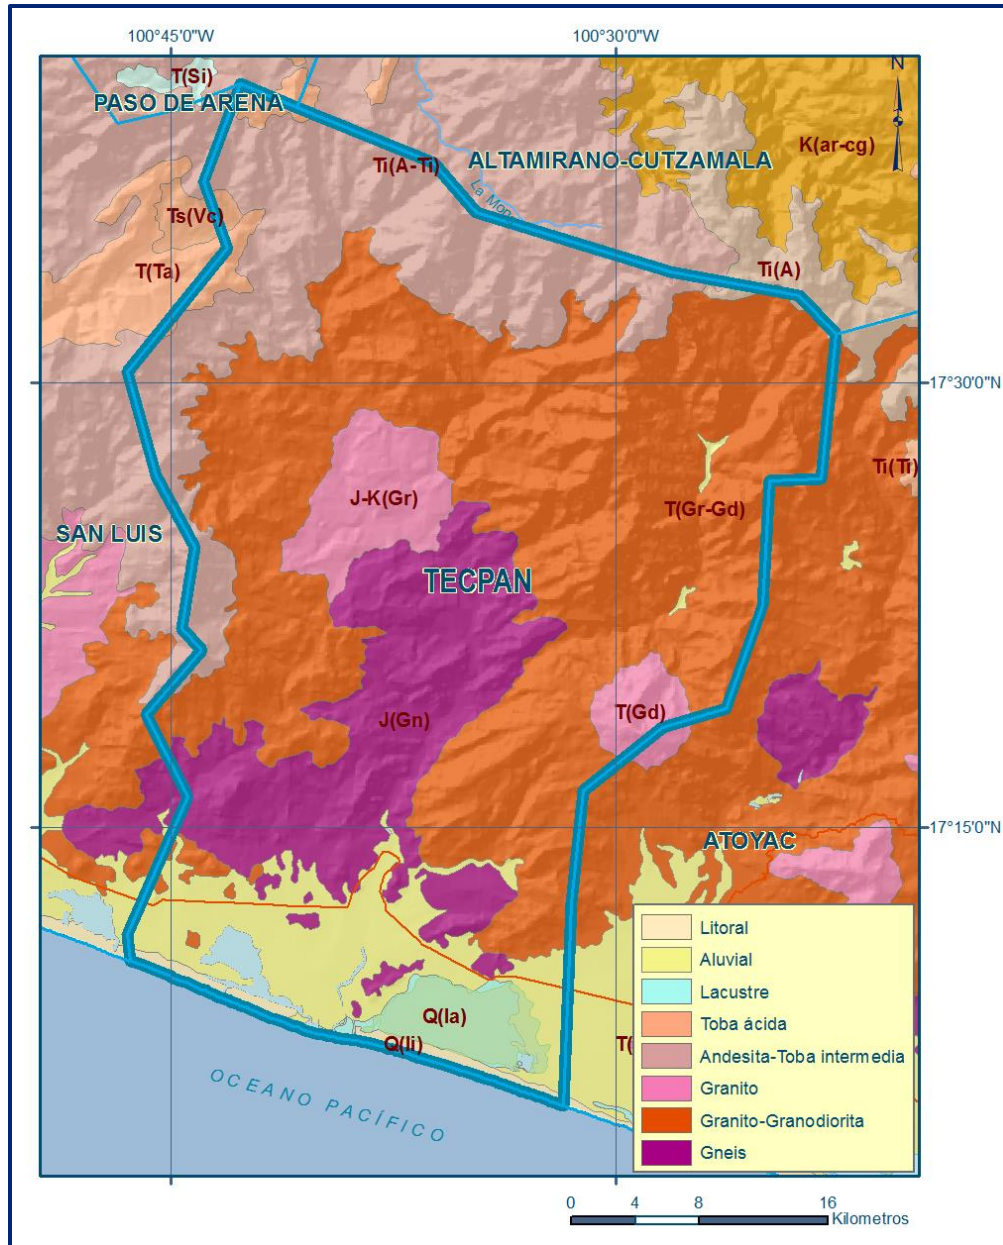 100°45'0"W
100°30'0"W
N
T(Si)
PASO DE ARENA
K(ar-cg)
ALTAMIRANO-CUTZAMALA
Ti(A-Ti)
Ts(Vc)
T(Ta)
Ti(A)
17°30'0"N
Ti(Ti)
J-K(Gr)
T(Gr-Gd)
SAN LUIS
TECPAN
T(Gd)
J(Gn)
17°15'0"N
ATOYAC
Litoral
Aluvial
Lacustre
Toba ácida
Andesita-Toba intermedia
Granito
Granito-Granodiorita
Gneis
Q(la)
Q(li)
OCEANO PACÍFICO
0 4 8 16
Kilometros